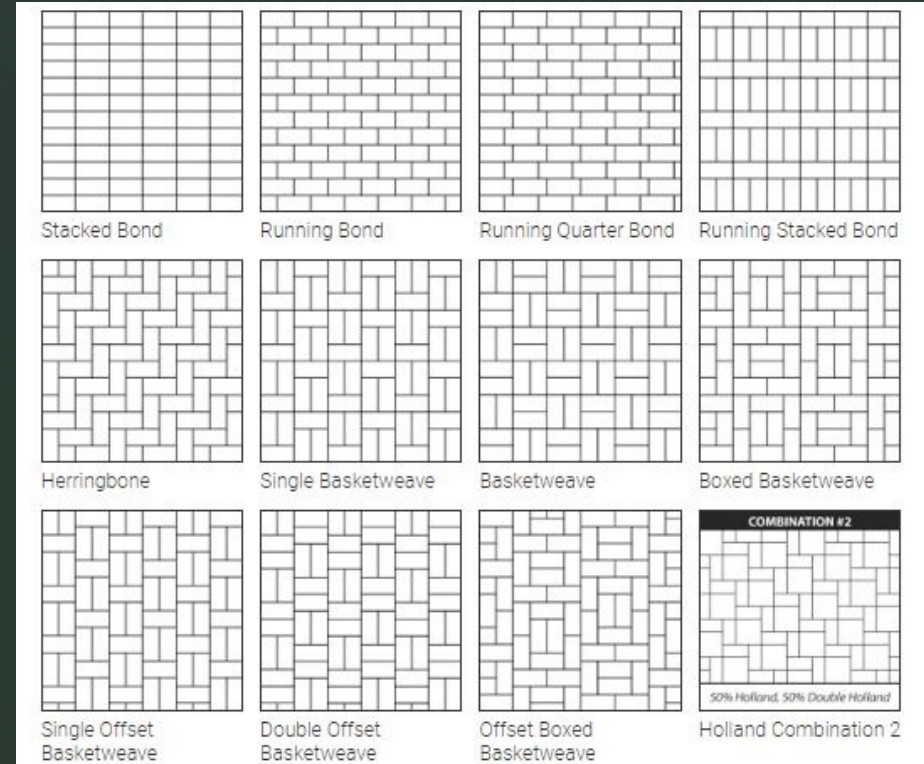 Stacked Bond
Running Bond
Running Quarter Bond
Running Stacked Bond
Herringbone
Single Basketweave
Basketweave
Boxed Basketweave
COMBINATION #2
50% Holland, 50% Double Holland
Single Offset
Basketweave
Double Offset
Basketweave
Offset Boxed
Basketweave
Holland Combination 2